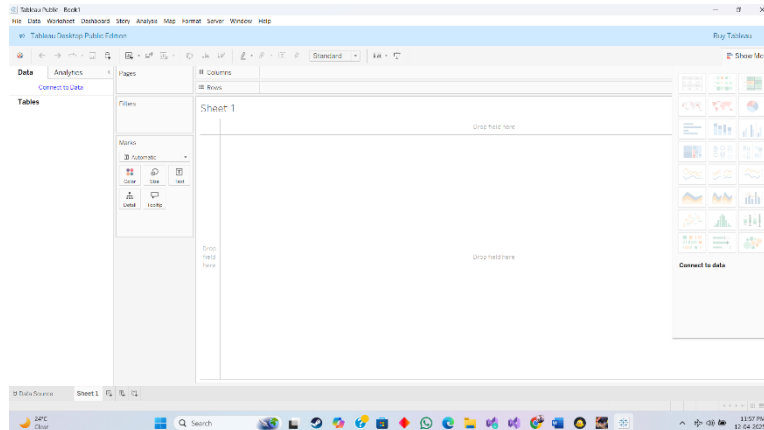 Tableau Public - Book1
File Data Worksheet Dashboard Story Analysis Map Format Server Window Help
Tableau Desktop Public Edition
Buy Tableau
Standard
Show Me
Data Analytics
Pages
Columns
Connect to Data
Rows
Tables
Filters
Sheet 1
Drop field here
Marks
Automatic
Color Size Text
Detail Tooltip
Drop
field
here
Drop field here
Connect to data
Data Source Sheet 1
24°C
Clear
Search
11:57 PM
12-04-2025